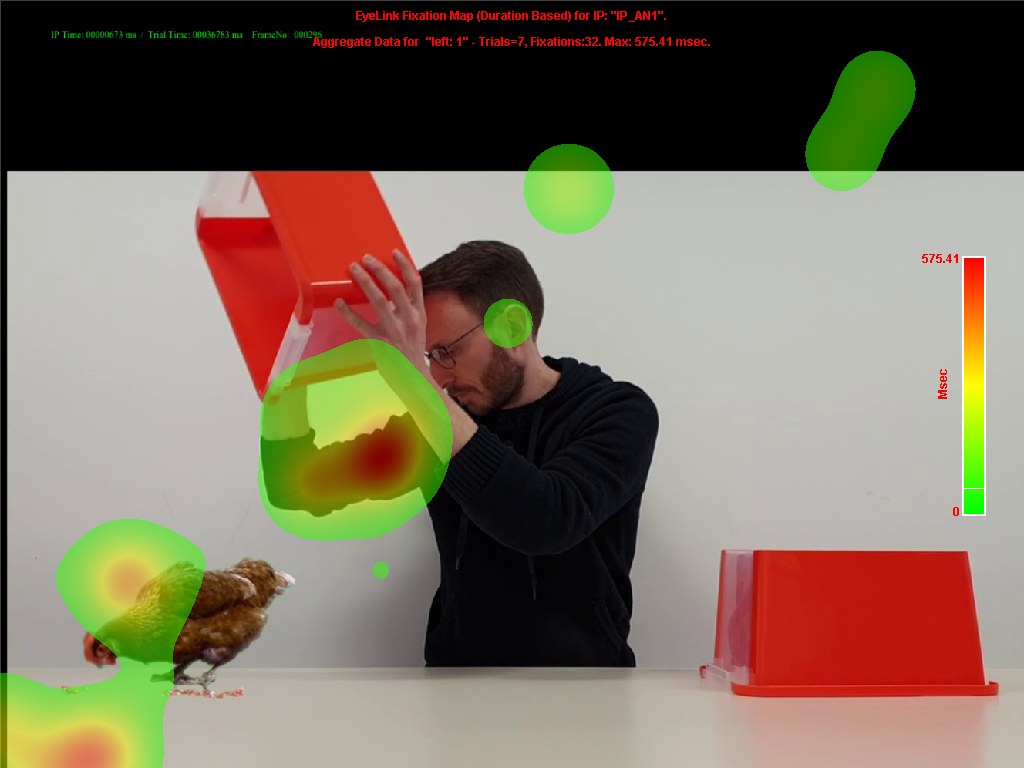 EyeLink Fixation Map (Duration Based) for IP: "IP_AN1".
IP Time: 00000673 ms / Trial Time: 00036783 ms FrameNo: 000296
Aggregate Data for "left: 1" - Trials=7, Fixations:32. Max: 575.41 msec.
575.41
Msec
0